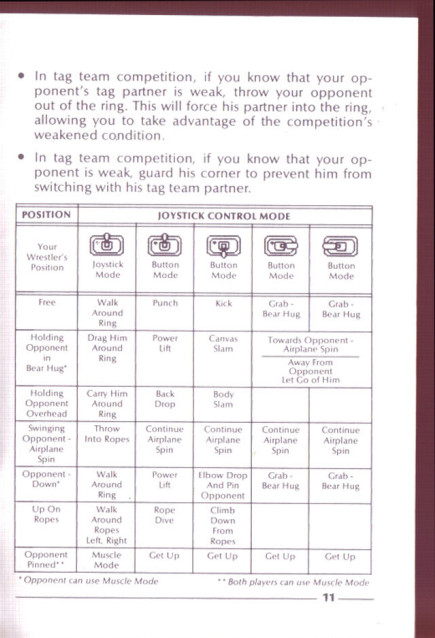 • In tag team competition, if you know that your op-
ponent's tag partner is weak, throw your opponent
out of the ring. This will force his partner into the ring,
allowing you to take advantage of the competition's
weakened condition.
• In tag team competition, if you know that your op-
ponent is weak, guard his corner to prevent him from
switching with his tag team partner.
POSITION JOYSTICK CONTROL MODE
Your
Wrestler's
Position
Joystick
Mode
Button
Mode
Button
Mode
Button
Mode
Button
Mode
Free
Walk
Around
Ring
Punch
Kick
Grab -
Bear Hug
Grab -
Bear Hug
Holding
Opponent
in
Bear Hug*
Drag Him
Around
Ring
Power
Lift
Canvas
Slam
Towards Opponent -
Airplane Spin
Away From
Opponent
Let Go of Him
Holding
Opponent
Overhead
Carry Him
Around
Ring
Back
Drop
Body
Slam
Swinging
Opponent -
Airplane
Spin
Throw
Into Ropes
Continue
Airplane
Spin
Continue
Airplane
Spin
Continue
Airplane
Spin
Continue
Airplane
Spin
Opponent -
Down*
Walk
Around
Ring
Power
Lift
Elbow Drop
And Pin
Opponent
Grab -
Bear Hug
Grab -
Bear Hug
Up On
Ropes
Walk
Around
Ropes
Left, Right
Rope
Dive
Climb
Down
From
Ropes
Opponent
Pinned**
Muscle
Mode
Get Up
Get Up
Get Up
Get Up
* Opponent can use Muscle Mode
** Both players can use Muscle Mode
11